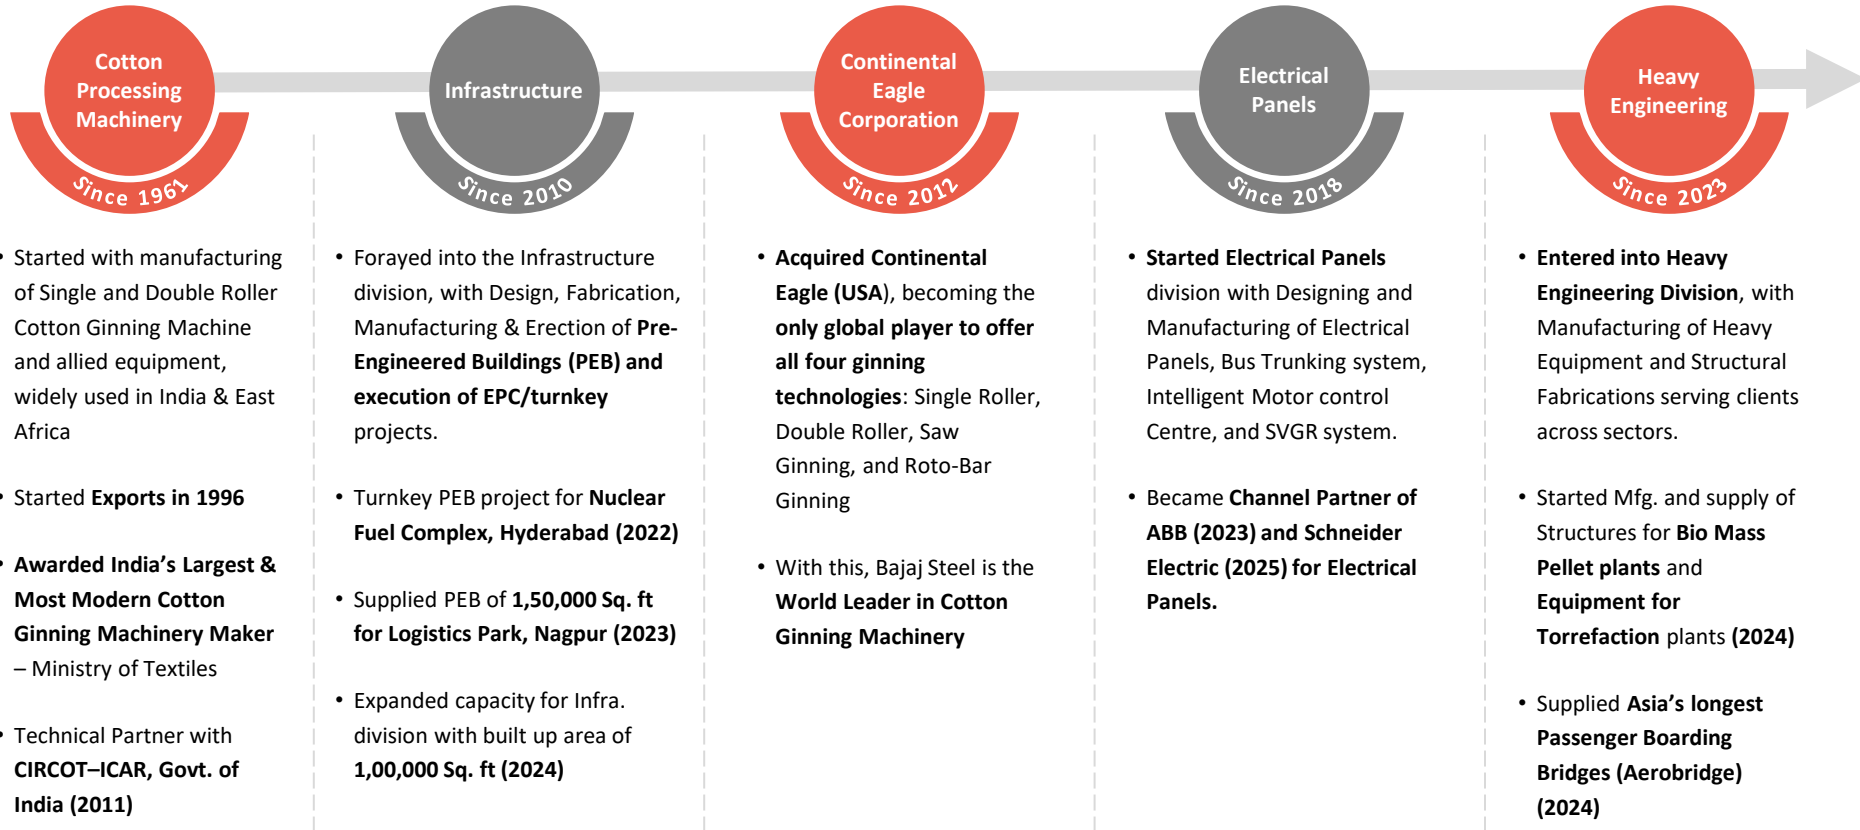 Cotton
Processing
Machinery
Since 1961
• Started with manufacturing
of Single and Double Roller
Cotton Ginning Machine
and allied equipment,
widely used in India & East
Africa
• Started Exports in 1996
• Awarded India’s Largest &
Most Modern Cotton
Ginning Machinery Maker
– Ministry of Textiles
• Technical Partner with
CIRCOT–ICAR, Govt. of
India (2011)
Infrastructure
Since 2010
• Forayed into the Infrastructure
division, with Design, Fabrication,
Manufacturing & Erection of Pre-
Engineered Buildings (PEB) and
execution of EPC/turnkey
projects.
• Turnkey PEB project for Nuclear
Fuel Complex, Hyderabad (2022)
• Supplied PEB of 1,50,000 Sq. ft
for Logistics Park, Nagpur (2023)
• Expanded capacity for Infra.
division with built up area of
1,00,000 Sq. ft (2024)
Continental
Eagle
Corporation
Since 2012
• Acquired Continental
Eagle (USA), becoming the
only global player to offer
all four ginning
technologies: Single Roller,
Double Roller, Saw
Ginning, and Roto-Bar
Ginning
• With this, Bajaj Steel is the
World Leader in Cotton
Ginning Machinery
Electrical
Panels
Since 2018
• Started Electrical Panels
division with Designing and
Manufacturing of Electrical
Panels, Bus Trunking system,
Intelligent Motor control
Centre, and SVGR system.
• Became Channel Partner of
ABB (2023) and Schneider
Electric (2025) for Electrical
Panels.
Heavy
Engineering
Since 2023
• Entered into Heavy
Engineering Division, with
Manufacturing of Heavy
Equipment and Structural
Fabrications serving clients
across sectors.
• Started Mfg. and supply of
Structures for Bio Mass
Pellet plants and
Equipment for
Torrefaction plants (2024)
• Supplied Asia’s longest
Passenger Boarding
Bridges (Aerobridge)
(2024)